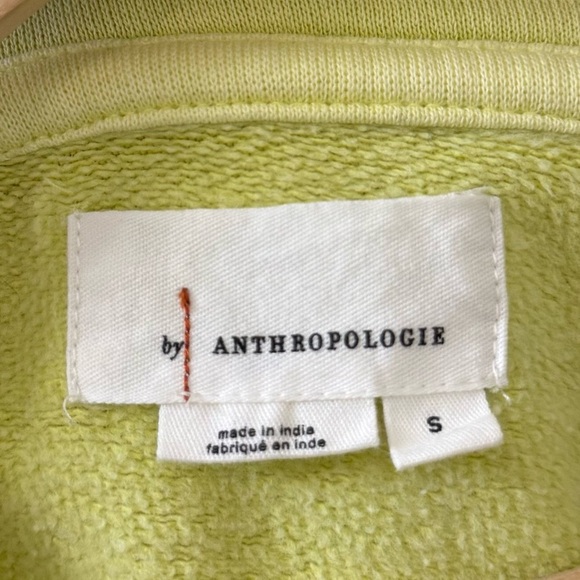 by ANTHROPOLOGIE
made in india
fabriqué en inde
S